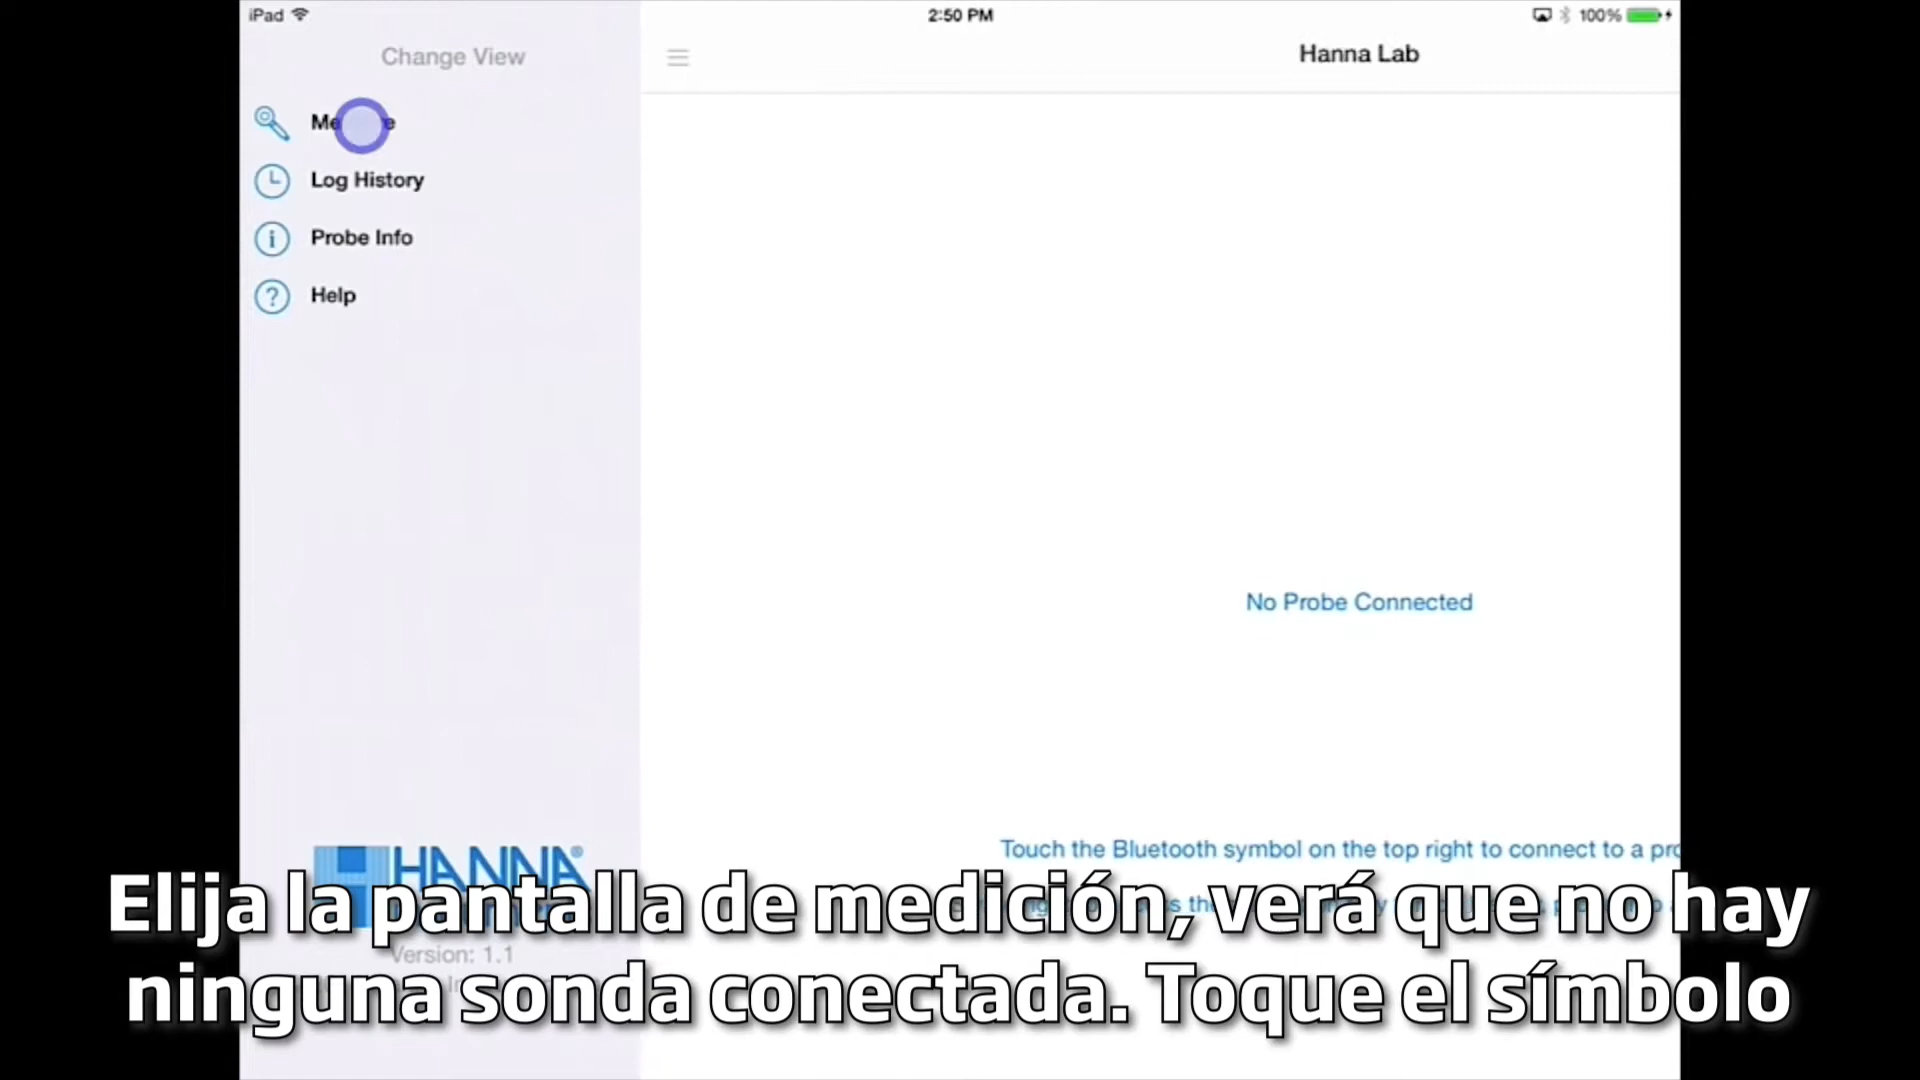 iPad
2:50 PM
100%
Change View
Hanna Lab
Log History
Probe Info
Help
No Probe Connected
HANNA®
Touch the Bluetooth symbol on the top right to connect to a
Version: 1.1
Elija la pantalla de medición, verá que no hay
ninguna sonda conectada. Toque el símbolo